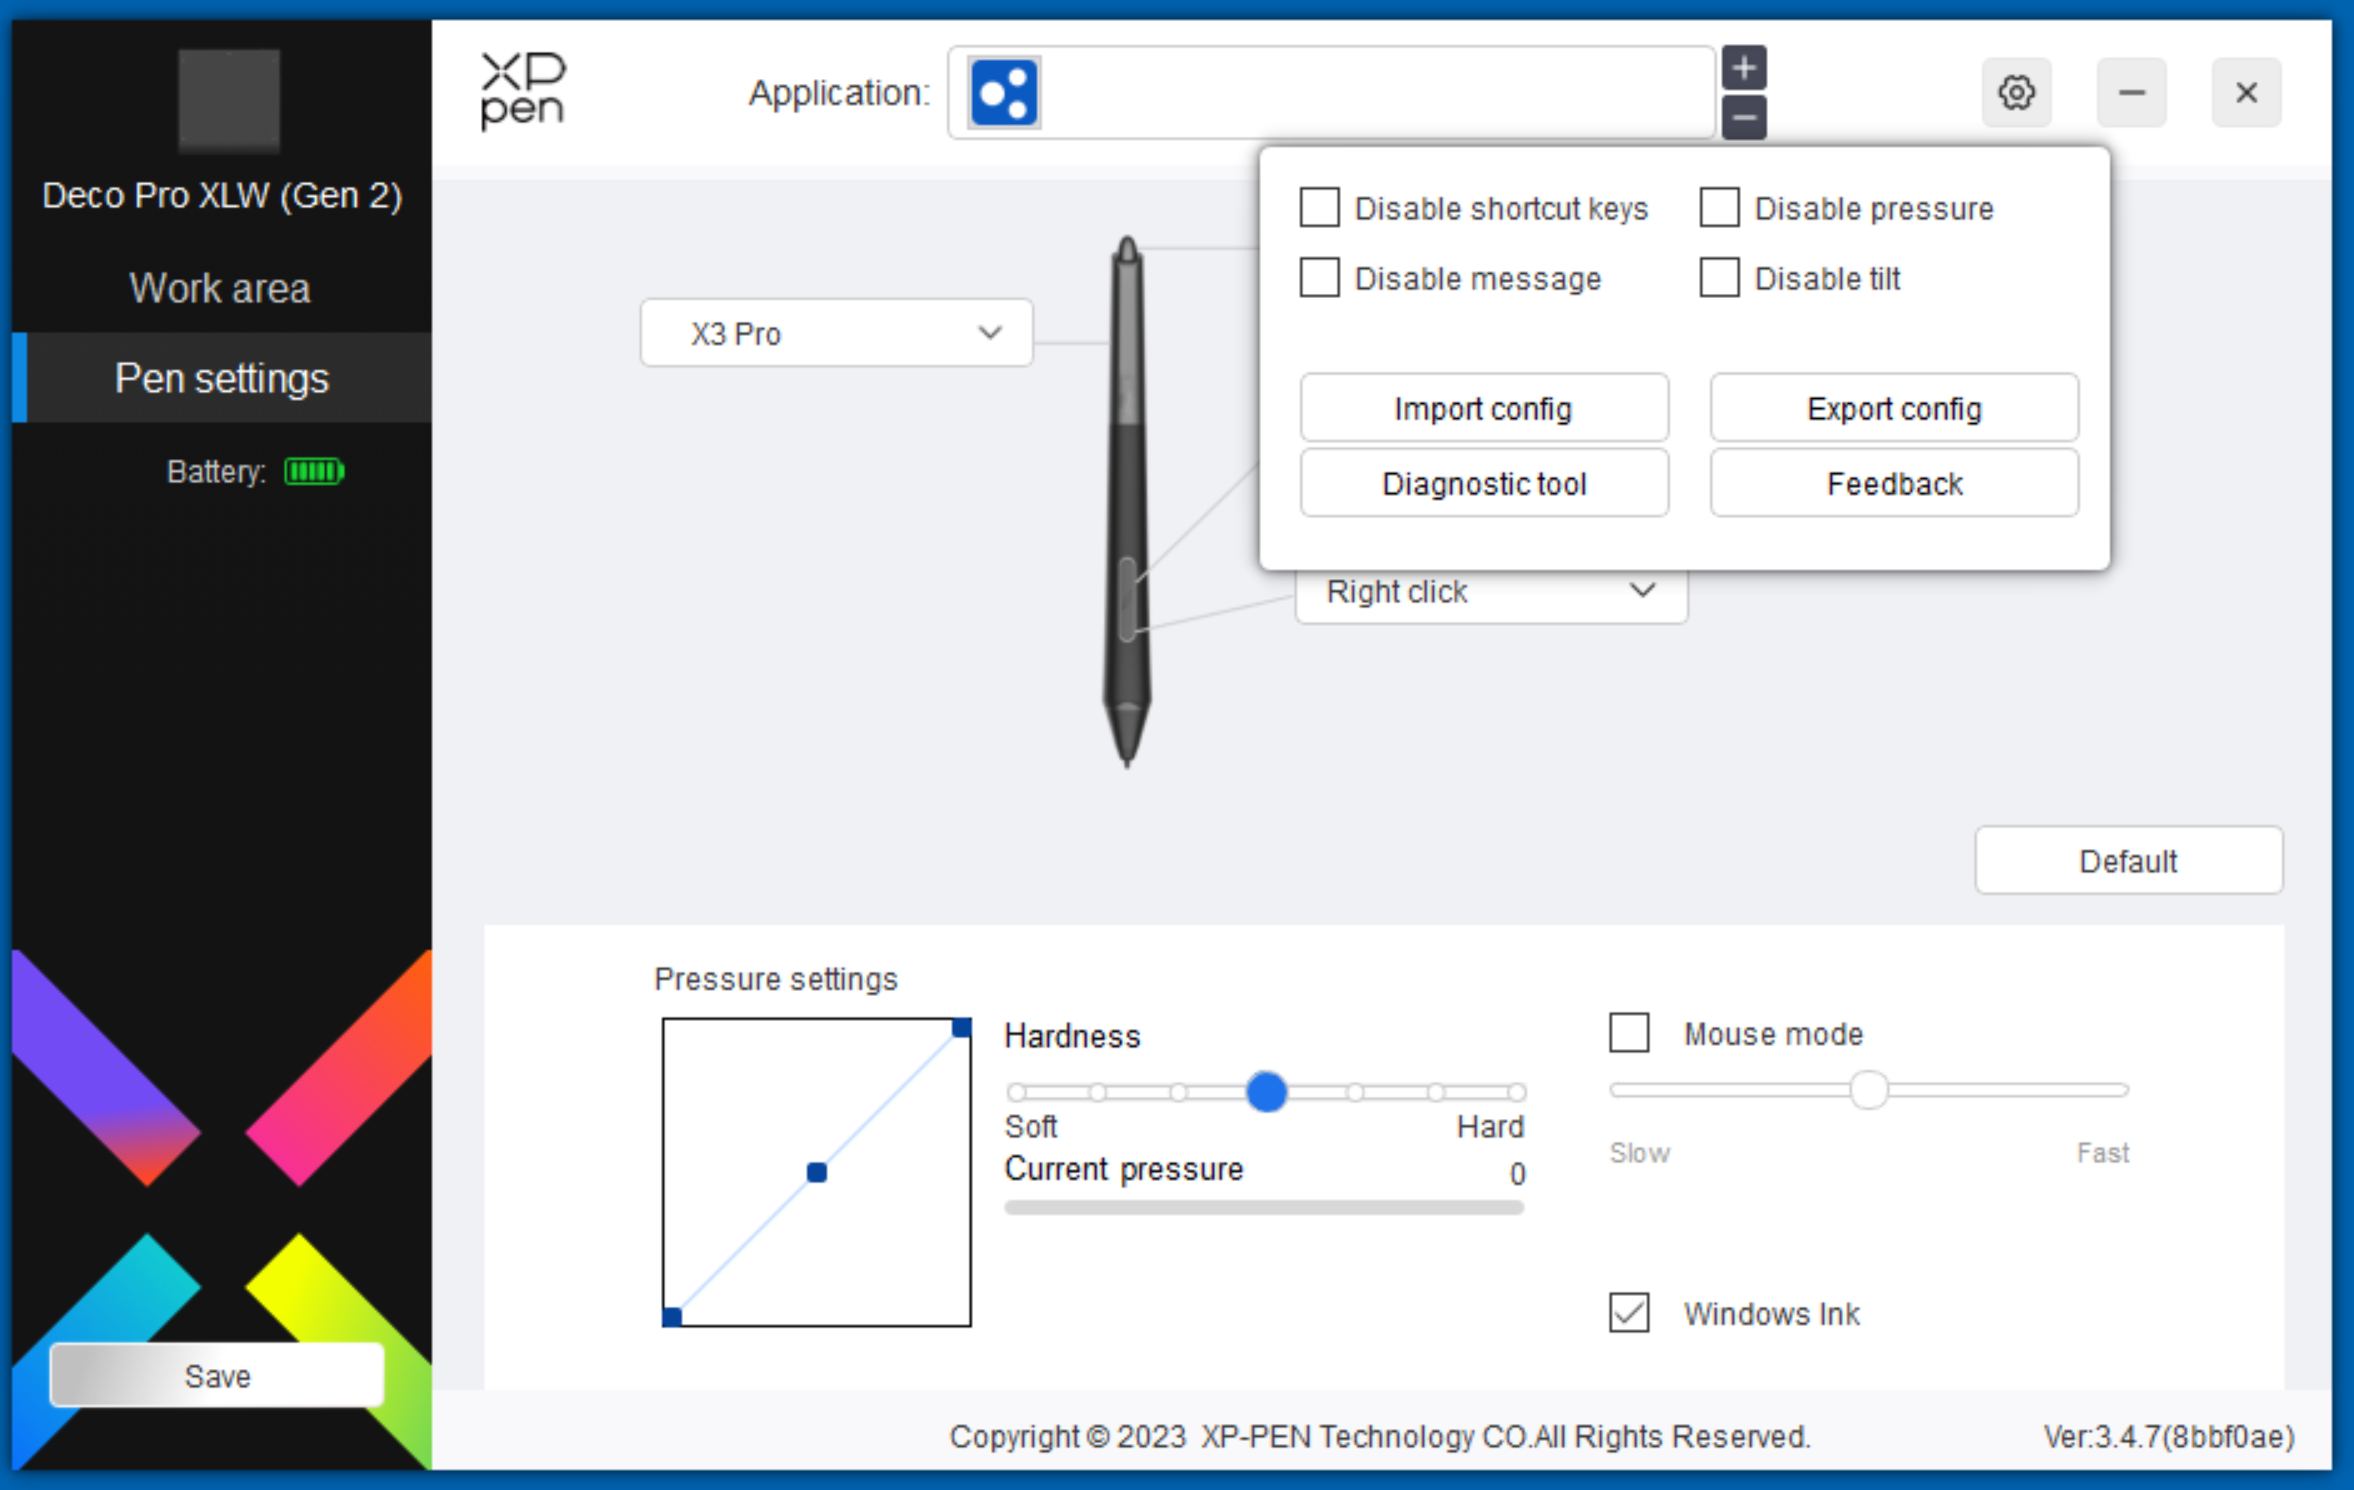 Deco Pro XLW (Gen 2)
Work area
Pen settings
Battery:
Save
XP
pen
Application:
Disable shortcut keys
Disable pressure
Disable message
Disable tilt
Import config
Export config
Diagnostic tool
Feedback
X3 Pro
Right click
Default
Pressure settings
Hardness
Soft
Hard
Current pressure
0
Mouse mode
Slow
Fast
Windows Ink
Copyright © 2023 XP-PEN Technology CO.All Rights Reserved.
Ver:3.4.7(8bbf0ae)